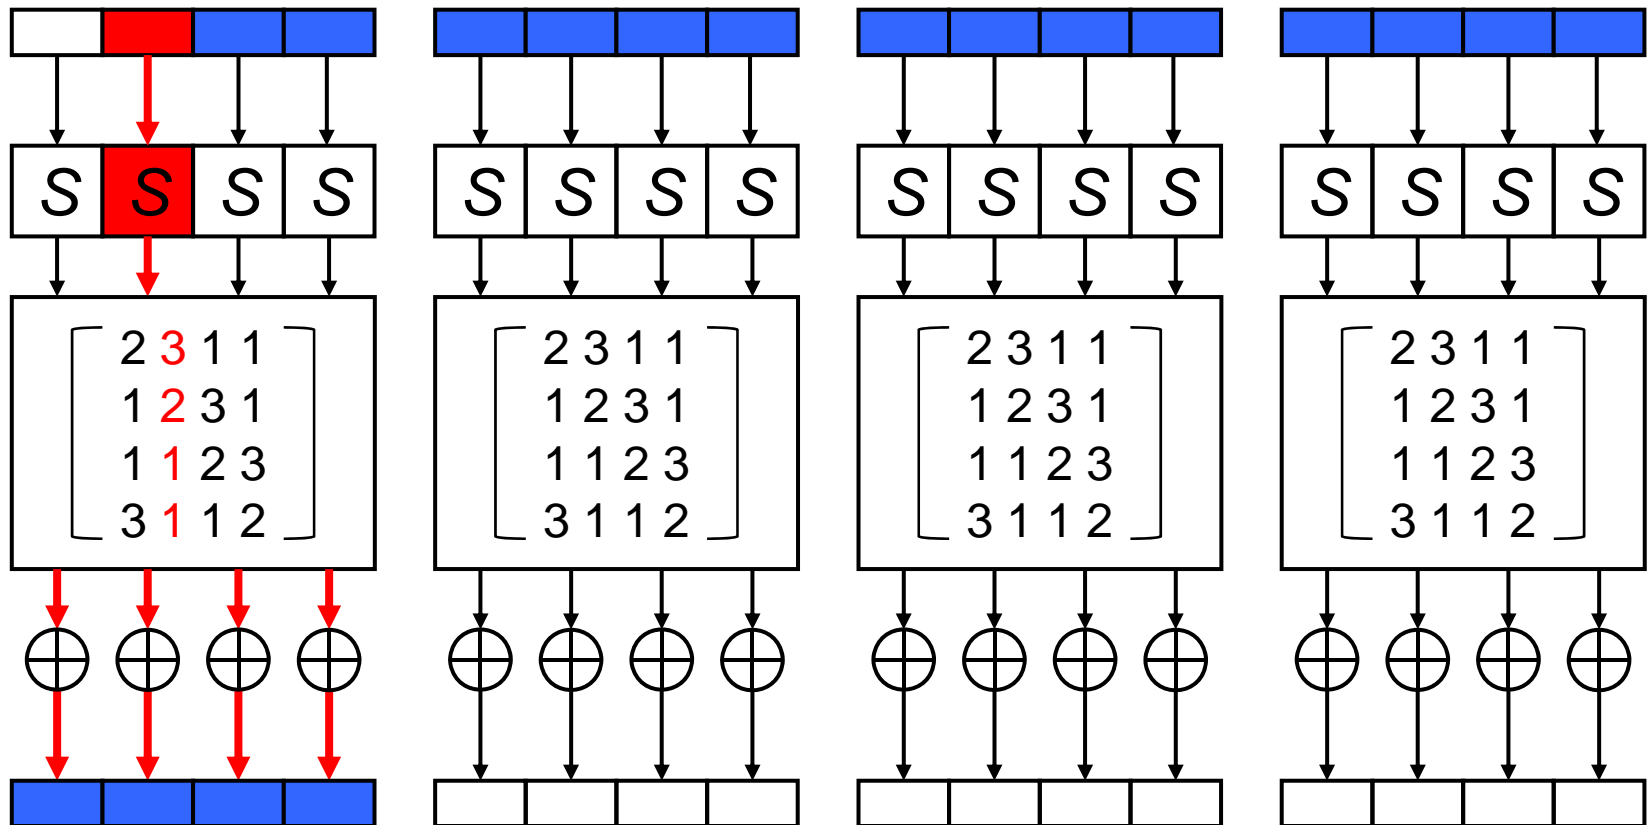 S S S S S S S S S S S S S S S S
2 3 1 1 2 3 1 1 2 3 1 1 2 3 1 1
1 2 3 1 1 2 3 1 1 2 3 1 1 2 3 1
1 1 2 3 1 1 2 3 1 1 2 3 1 1 2 3
3 1 1 2 3 1 1 2 3 1 1 2 3 1 1 2